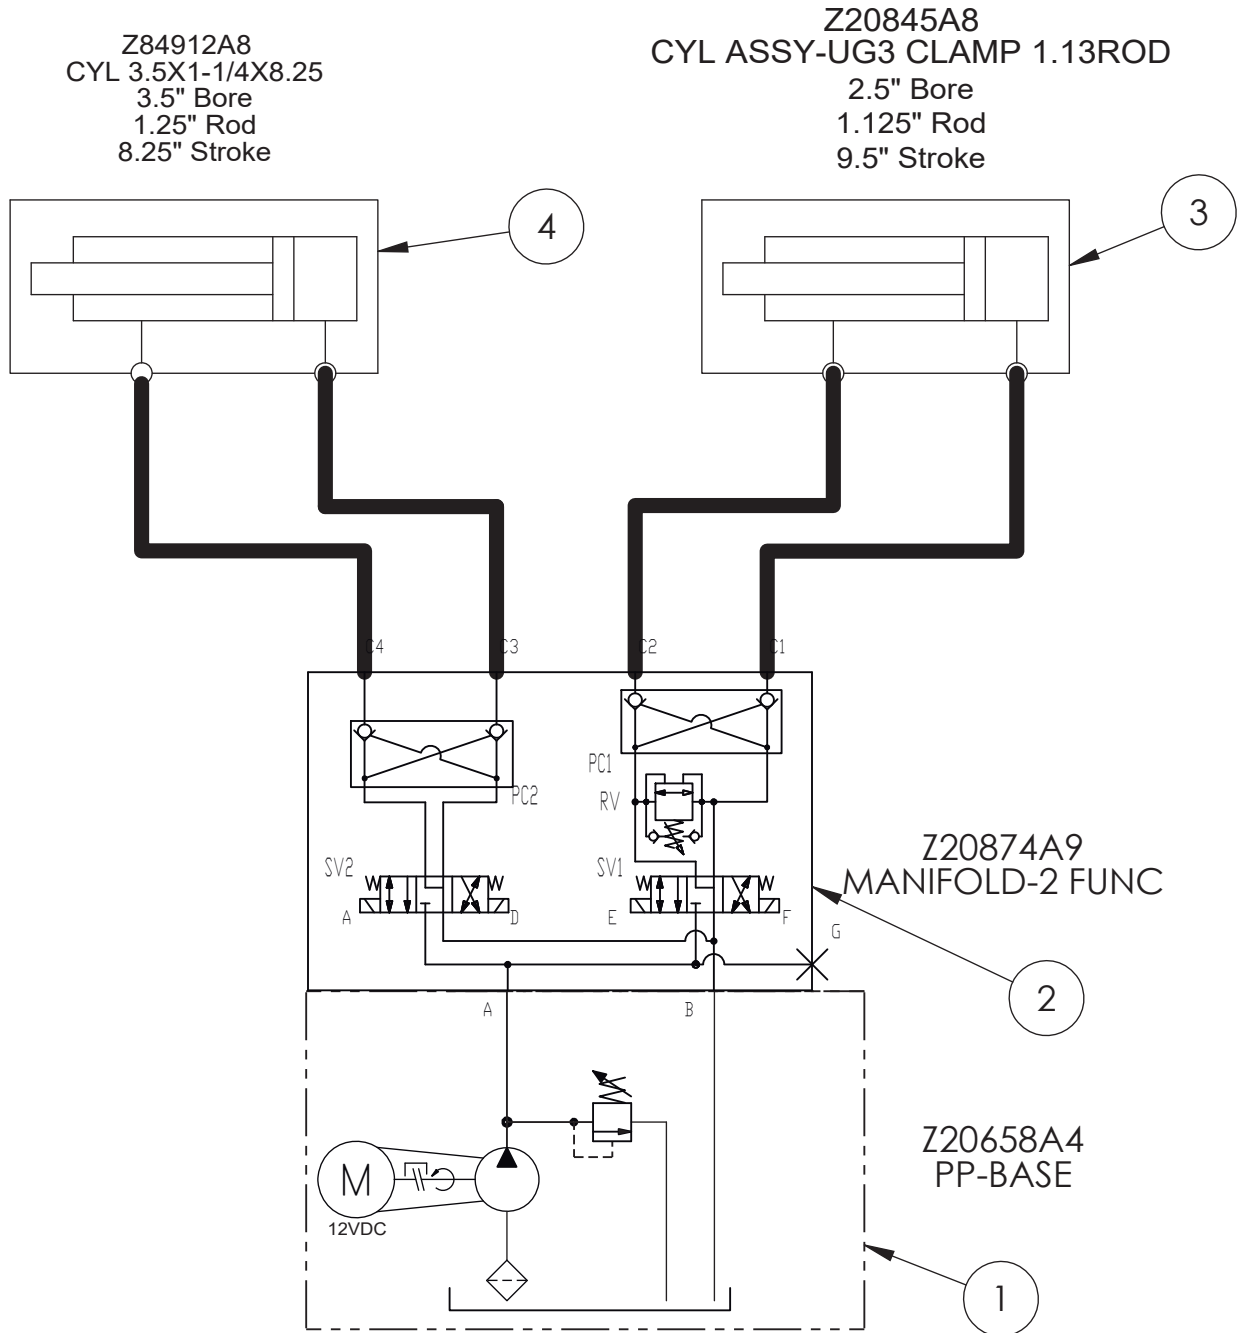 Z84912A8
CYL 3.5X1-1/4X8.25
3.5" Bore
1.25" Rod
8.25" Stroke
Z20845A8
CYL ASSY-UG3 CLAMP 1.13ROD
2.5" Bore
1.125" Rod
9.5" Stroke
4
3
C4
C3
C2
C1
PC1
PC2
RV
SV2
SV1
A
D
E
F
G
Z20874A9
MANIFOLD-2 FUNC
2
A
B
M
12VDC
Z20658A4
PP-BASE
1